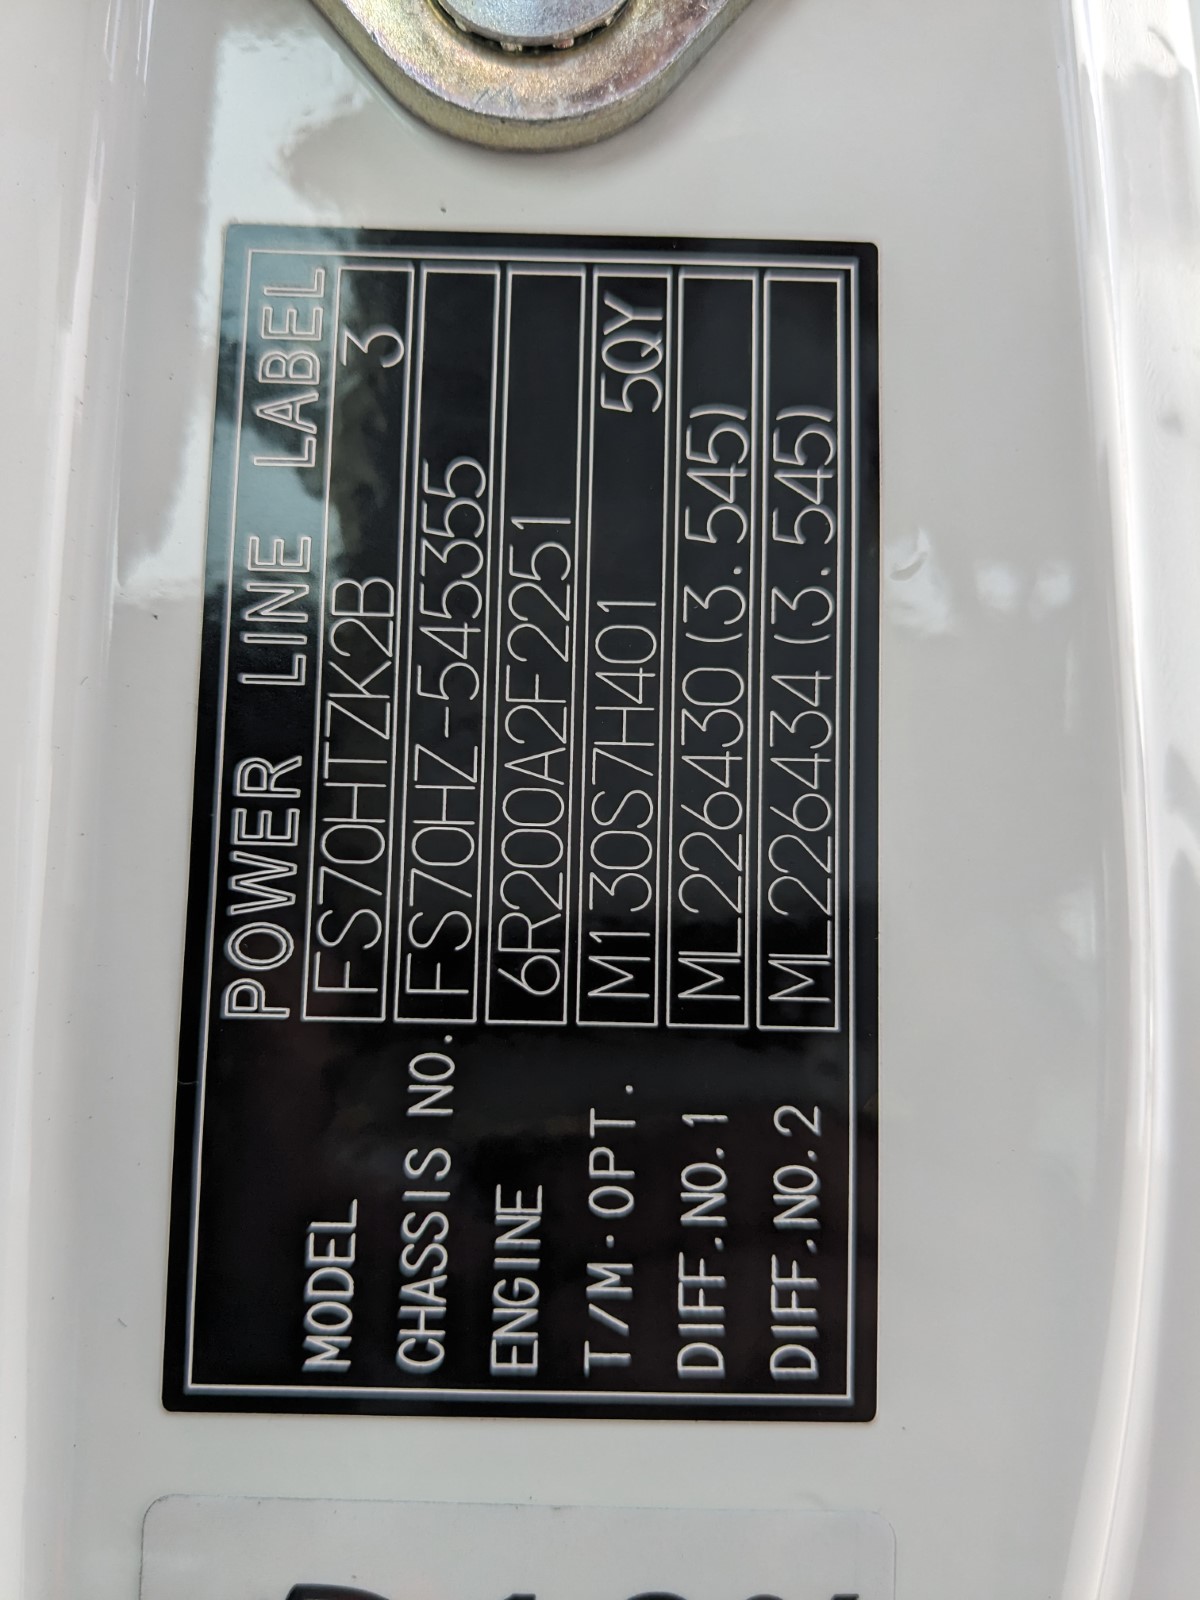 POWER LINE LABEL
MODEL FS70HTZK2B 3
CHASSIS NO. FS70HZ-545355
ENGINE 6R200A2F2251
T/M·OPT. M130S7H401 5QY
DIFF.NO.1 ML226430(3.545)
DIFF.NO.2 ML226434(3.545)